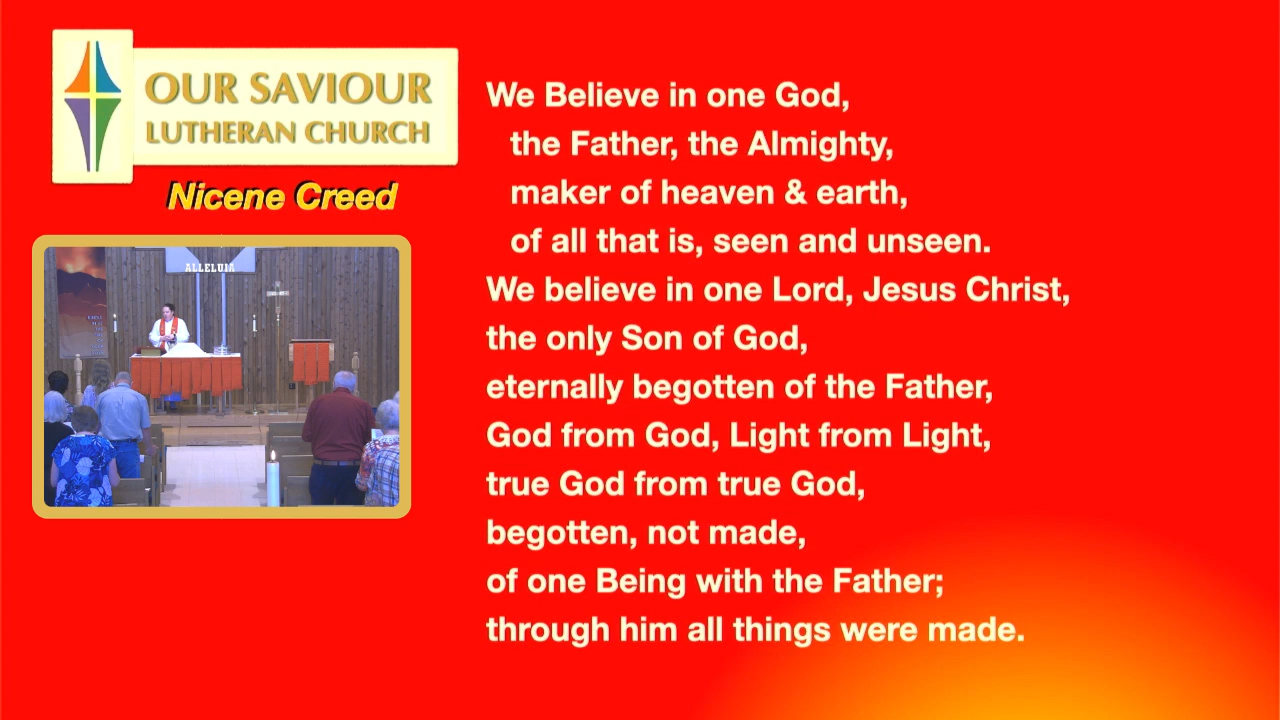 OUR SAVIOUR
LUTHERAN CHURCH
Nicene Creed
ALLELUIA
We Believe in one God,
the Father, the Almighty,
maker of heaven & earth,
of all that is, seen and unseen.
We believe in one Lord, Jesus Christ,
the only Son of God,
eternally begotten of the Father,
God from God, Light from Light,
true God from true God,
begotten, not made,
of one Being with the Father;
through him all things were made.